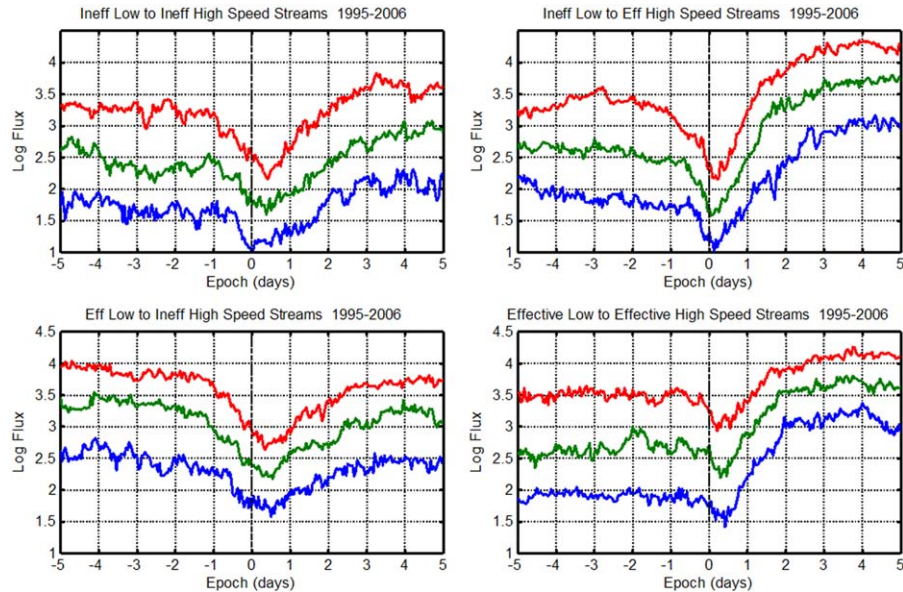 Ineff Low to Ineff High Speed Streams 1995-2006
Log Flux
4
3.5
3
2.5
2
1.5
1
-5 -4 -3 -2 -1 0 1 2 3 4 5
Epoch (days)
Ineff Low to Eff High Speed Streams 1995-2006
Log Flux
4
3.5
3
2.5
2
1.5
1
-5 -4 -3 -2 -1 0 1 2 3 4 5
Epoch (days)
Eff Low to Ineff High Speed Streams 1995-2006
Log Flux
4.5
4
3.5
3
2.5
2
1.5
1
-5 -4 -3 -2 -1 0 1 2 3 4 5
Epoch (days)
Effective Low to Effective High Speed Streams 1995-2006
Log Flux
4.5
4
3.5
3
2.5
2
1.5
1
-5 -4 -3 -2 -1 0 1 2 3 4 5
Epoch (days)